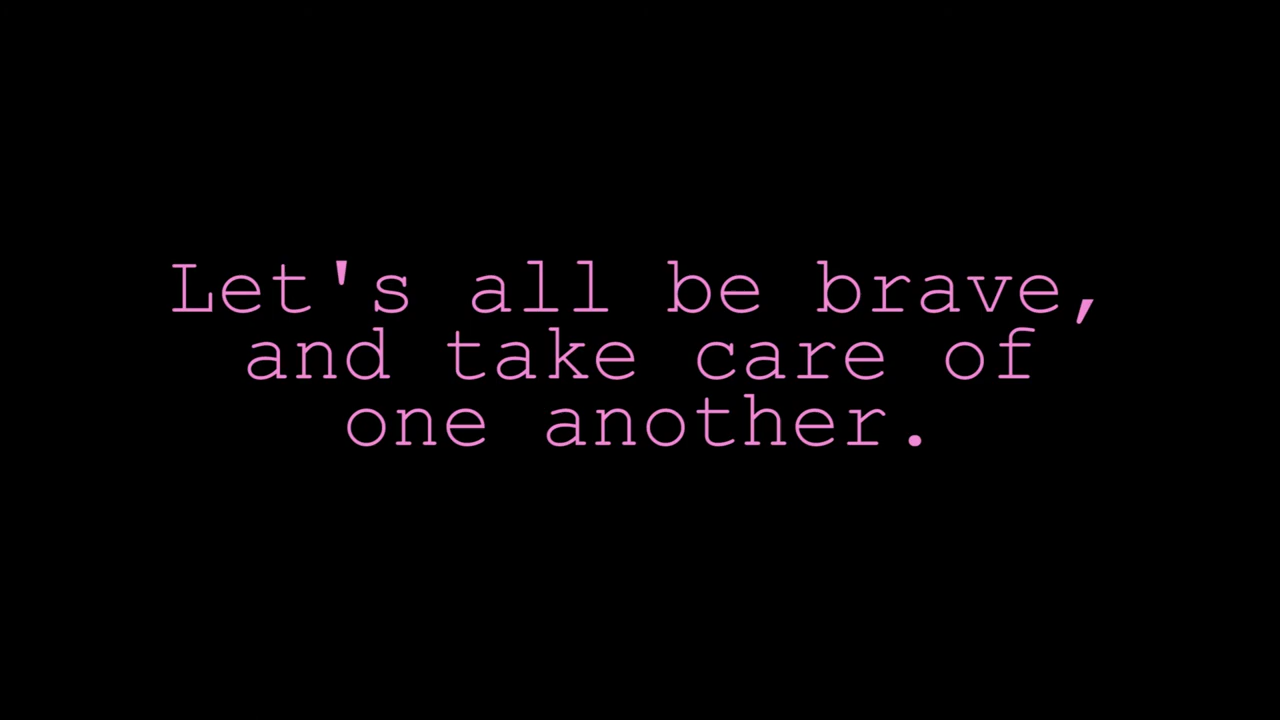 Let's all be brave,
and take care of
one another.